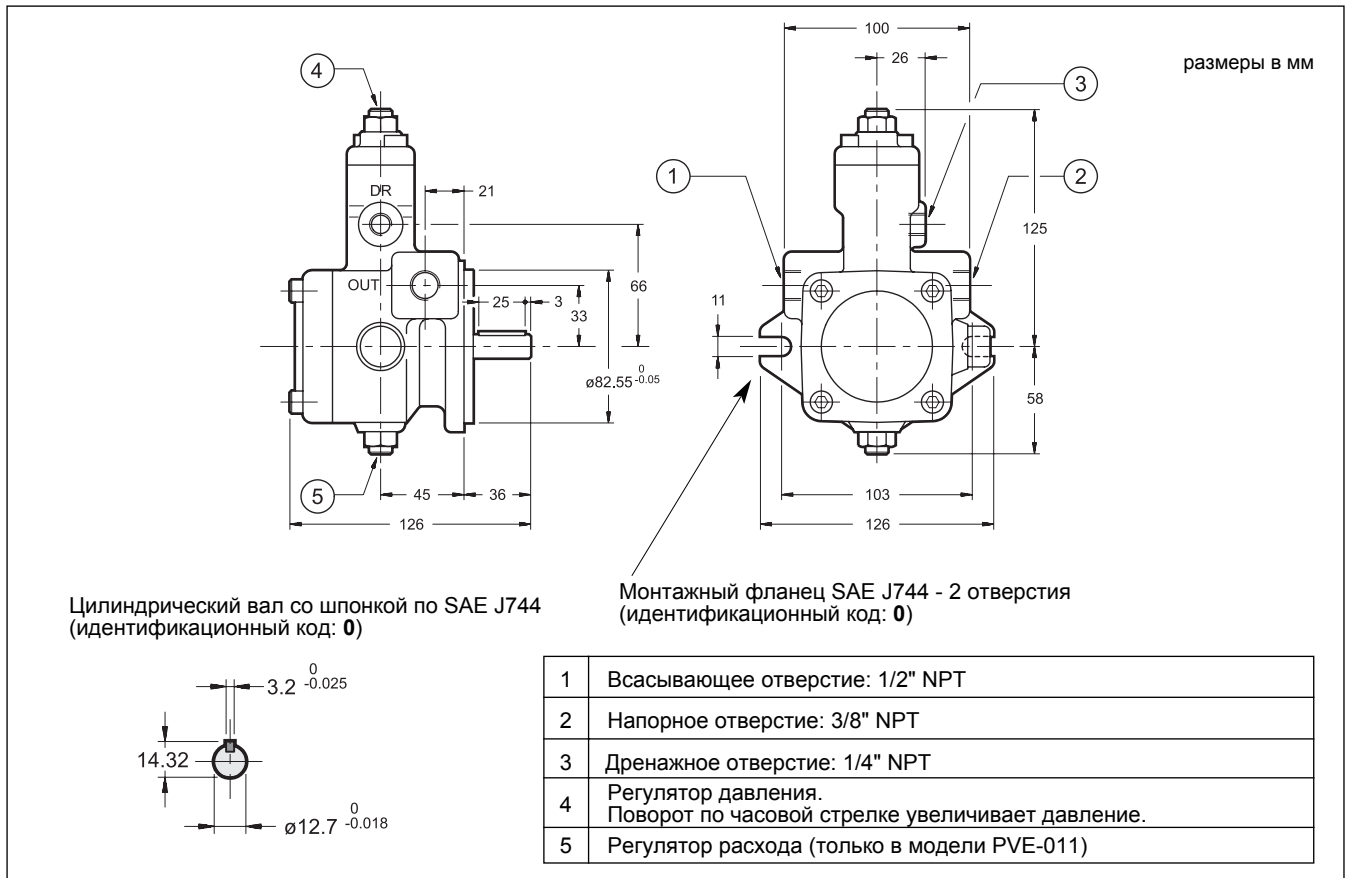 размеры в мм
100
26
4
3
1
2
DR
21
OUT
66
125
25
3
33
11
ø82.55 0 -0.05
58
5
45
36
126
103
126
Цилиндрический вал со шпонкой по SAE J744
(идентификационный код: 0)
Монтажный фланец SAE J744 - 2 отверстия
(идентификационный код: 0)
3.2 0 -0.025
14.32
ø12.7 0 -0.018
1 Всасывающее отверстие: 1/2" NPT
2 Напорное отверстие: 3/8" NPT
3 Дренажное отверстие: 1/4" NPT
4 Регулятор давления.
Поворот по часовой стрелке увеличивает давление.
5 Регулятор расхода (только в модели PVE-011)